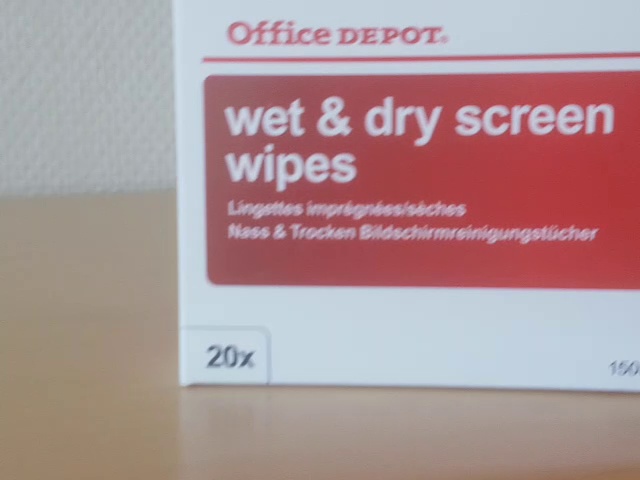 Office DEPOT.
wet & dry screen
wipes
Lingettes imprégnées/sèches
Nass & Trocken Bildschirmreinigungstücher
20x
150